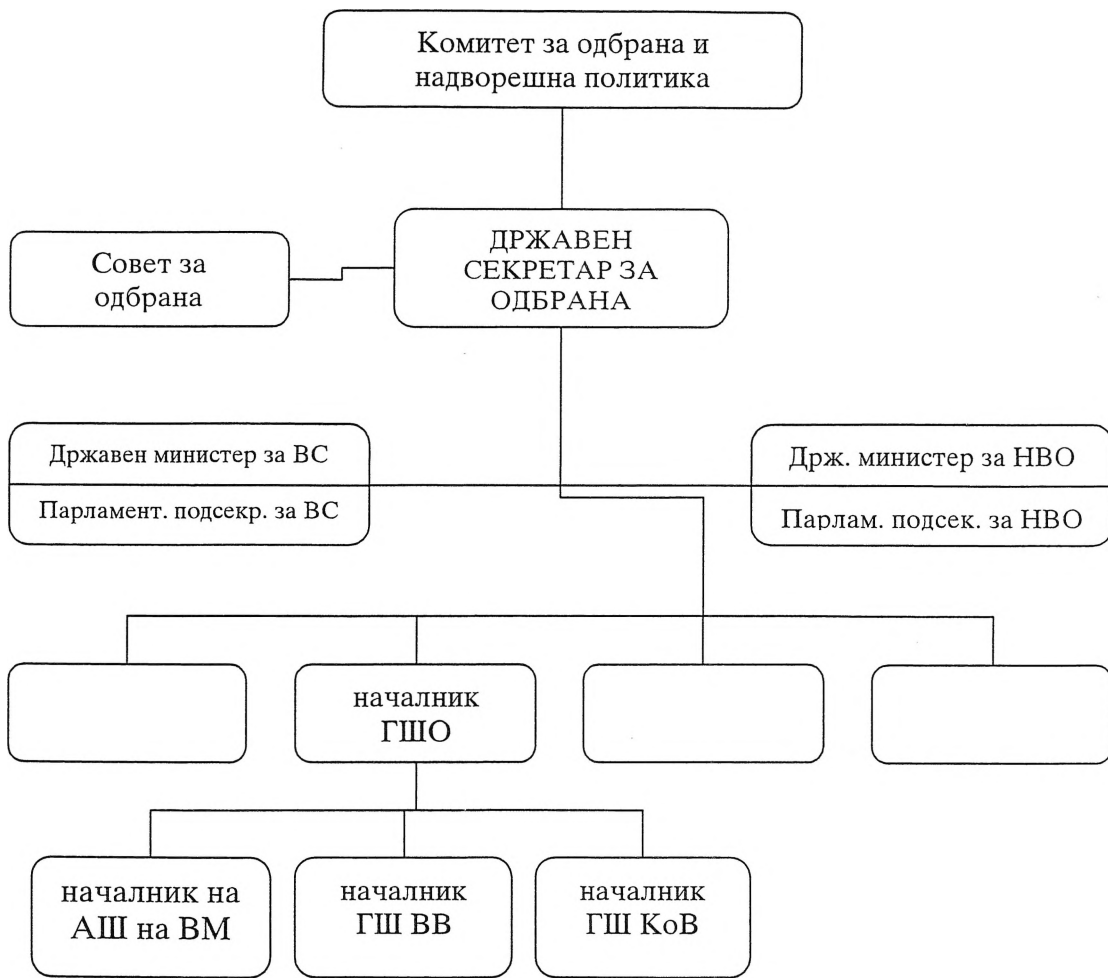 Комитет за одбрана и
надворешна политика
ДРЖАВЕН
СЕКРЕТАР ЗА
ОДБРАНА
Совет за
одбрана
Државен министер за ВС
Парламент. подсекр. за ВС
Држ. министер за НВО
Парлам. подсек. за НВО
началник
ГШО
началник на
АШ на ВМ
началник
ГШ ВВ
началник
ГШ КоВ